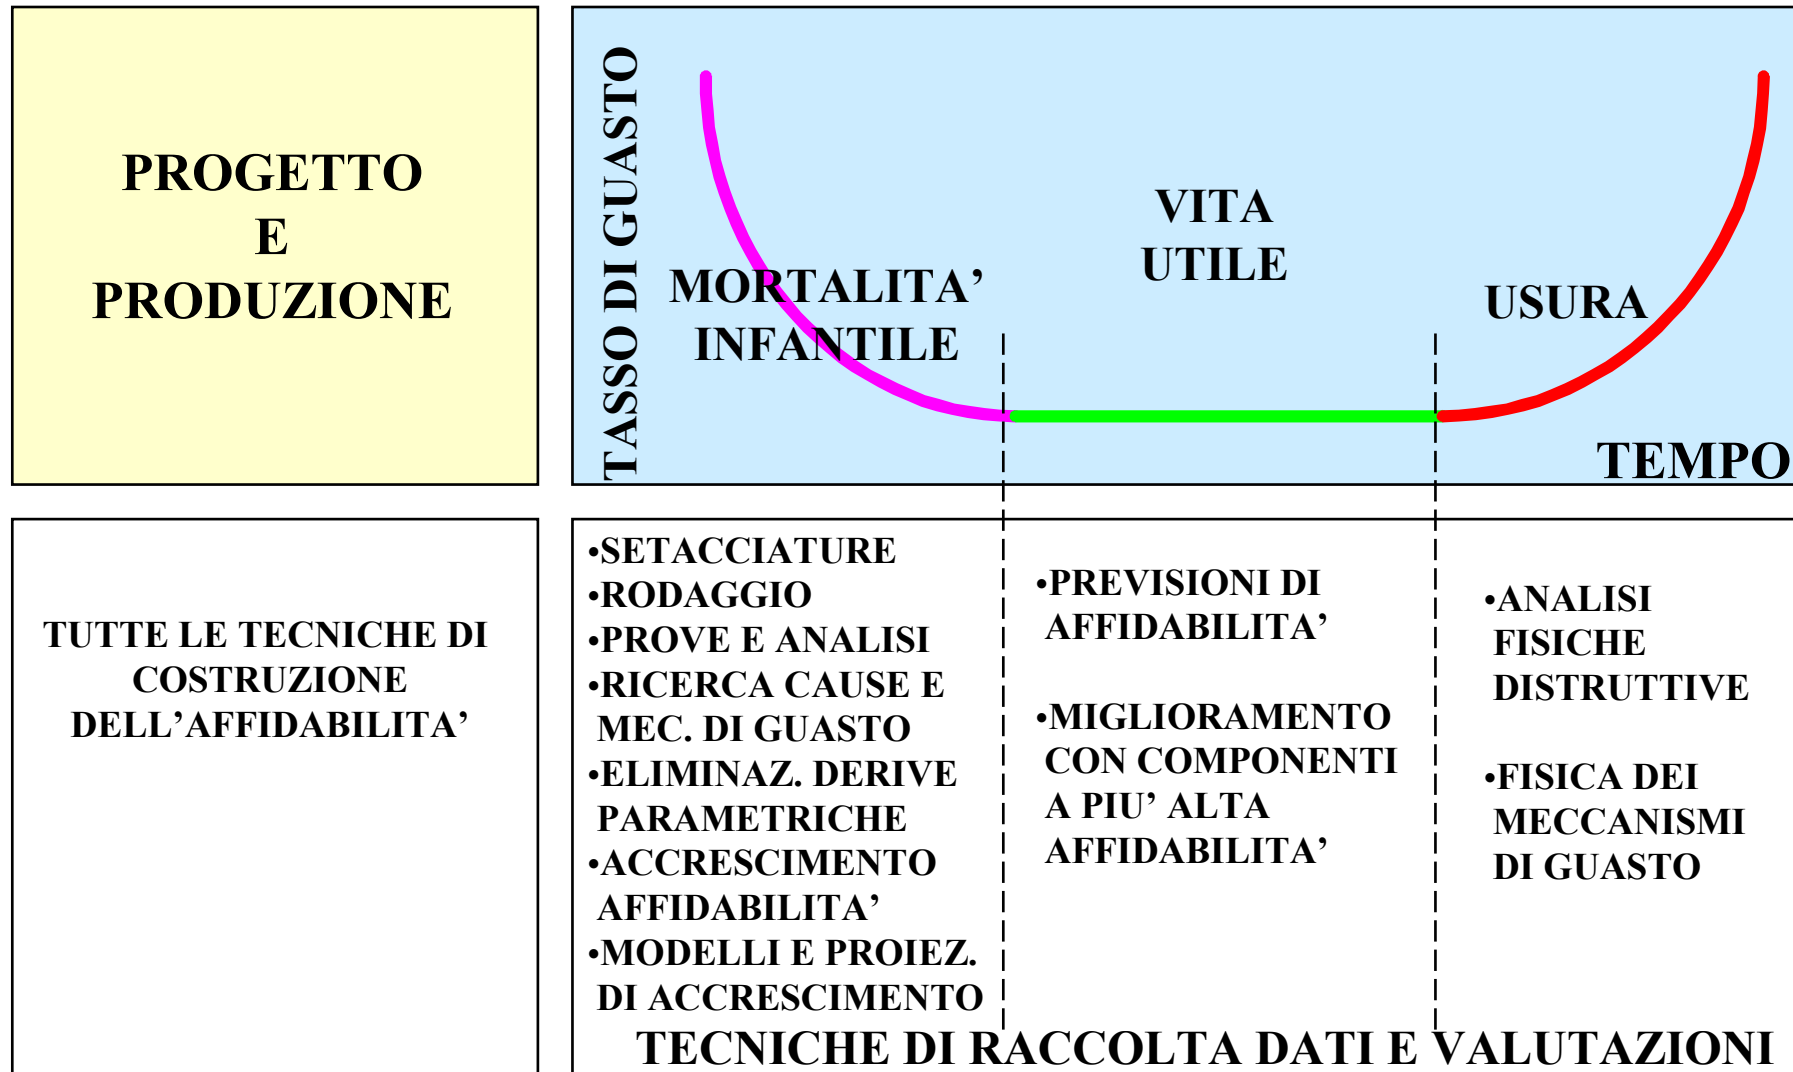 PROGETTO
E
PRODUZIONE
TASSO DI GUASTO
MORTALITA’
INFANTILE
VITA
UTILE
USURA
TEMPO
TUTTE LE TECNICHE DI
COSTRUZIONE
DELL’AFFIDABILITA’
•SETACCIATURE
•RODAGGIO
•PROVE E ANALISI
•RICERCA CAUSE E
MEC. DI GUASTO
•ELIMINAZ. DERIVE
PARAMETRICHE
•ACCRESCIMENTO
AFFIDABILITA’
•MODELLI E PROIEZ.
DI ACCRESCIMENTO
•PREVISIONI DI
AFFIDABILITA’
•MIGLIORAMENTO
CON COMPONENTI
A PIU’ ALTA
AFFIDABILITA’
•ANALISI
FISICHE
DISTRUTTIVE
•FISICA DEI
MECCANISMI
DI GUASTO
TECNICHE DI RACCOLTA DATI E VALUTAZIONI